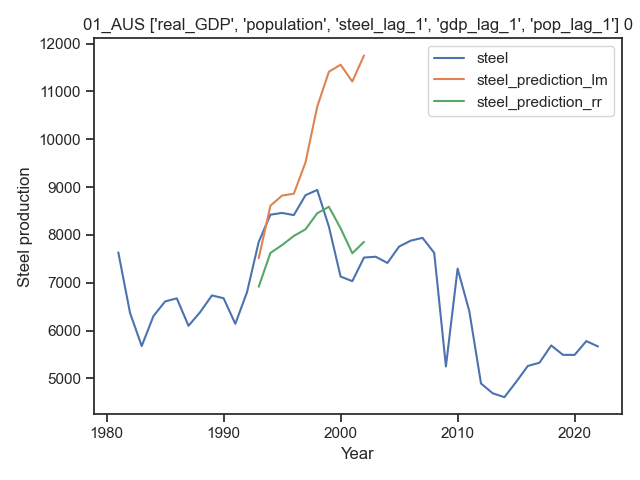 01_AUS ['real_GDP', 'population', 'steel_lag_1', 'gdp_lag_1', 'pop_lag_1'] 0
steel
steel_prediction_lm
steel_prediction_rr
12000
11000
10000
9000
8000
7000
6000
5000
Steel production
1980
1990
2000
2010
2020
Year